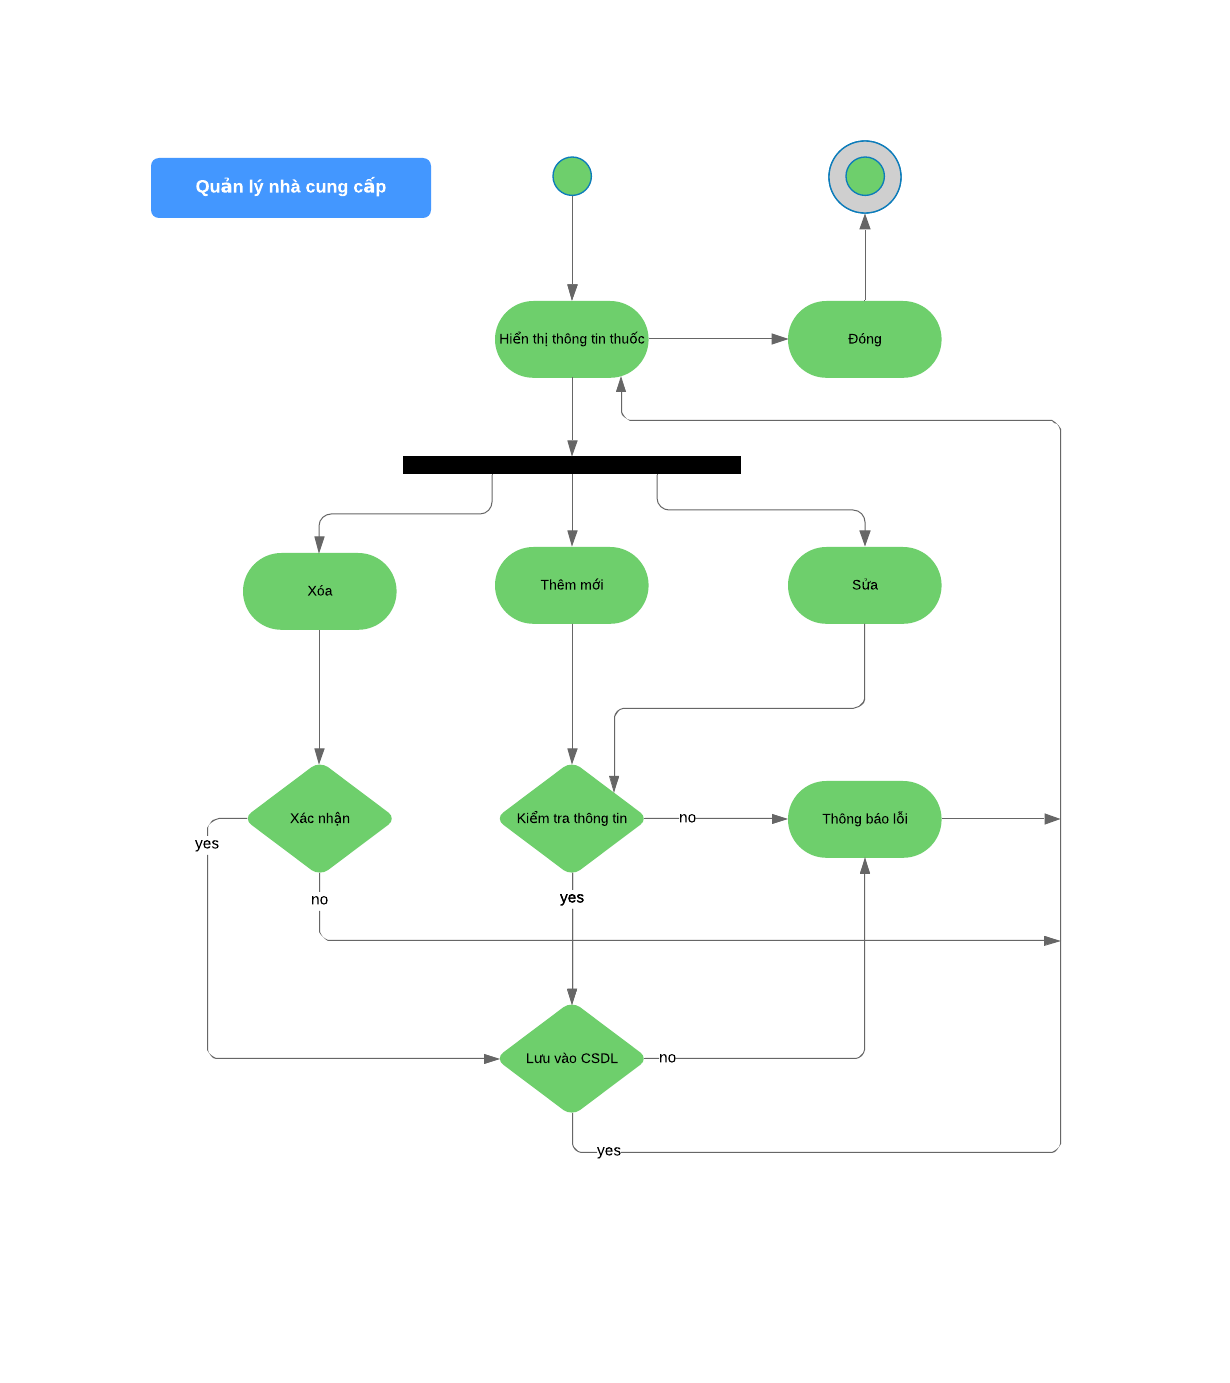 Quản lý nhà cung cấp
Hiển thị thông tin thuốc
Đóng
Xóa
Thêm mới
Sửa
Xác nhận
Kiểm tra thông tin
no
Thông báo lỗi
yes
no
yes
Lưu vào CSDL
no
yes